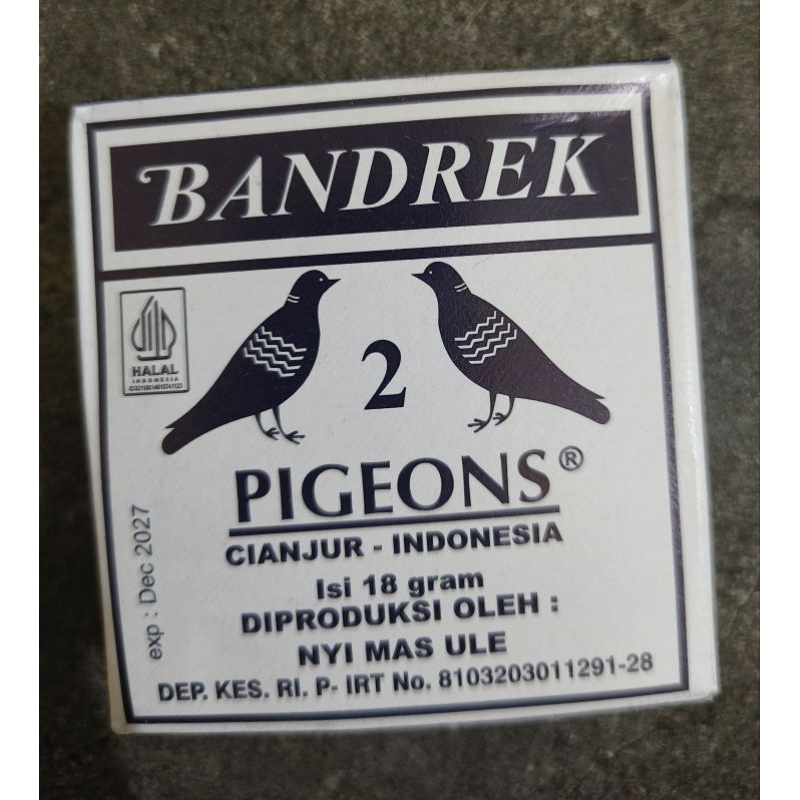 BANDREK
HALAL
INDONESIA
2
PIGEONS®
CIANJUR - INDONESIA
Isi 18 gram
DIPRODUKSI OLEH :
NYI MAS ULE
DEP. KES. RI. P- IRT No. 8103203011291-28
exp : Dec 2027